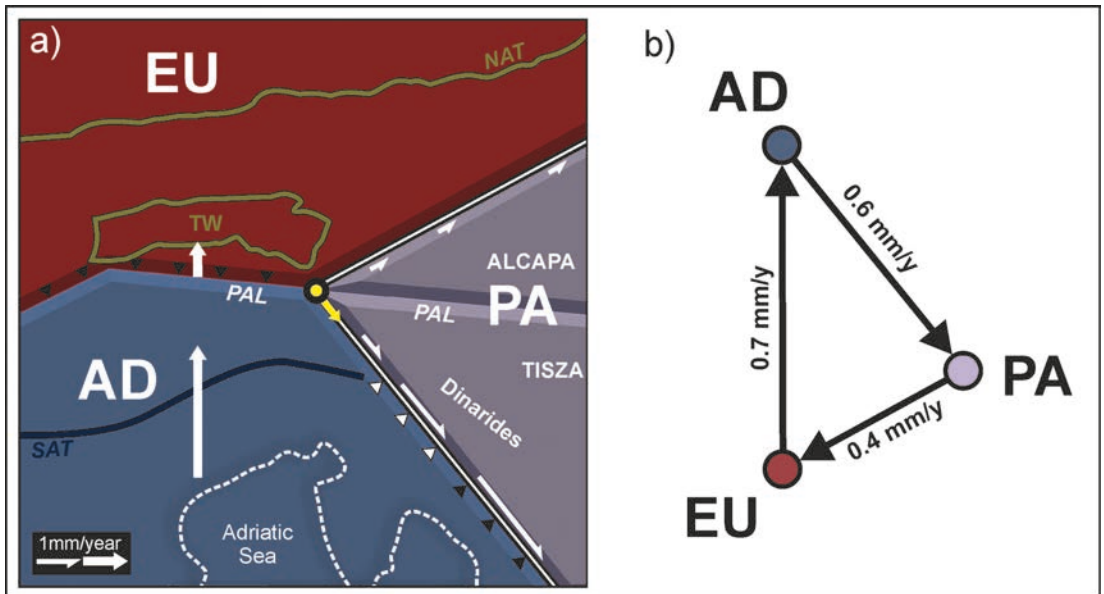 a)
EU
NAT
TW
PAL
ALCAPA
PA
PAL
TISZA
AD
Dinarides
SAT
Adriatic
Sea
1mm/year
b)
AD
0.6 mm/y
0.7 mm/y
PA
0.4 mm/y
EU